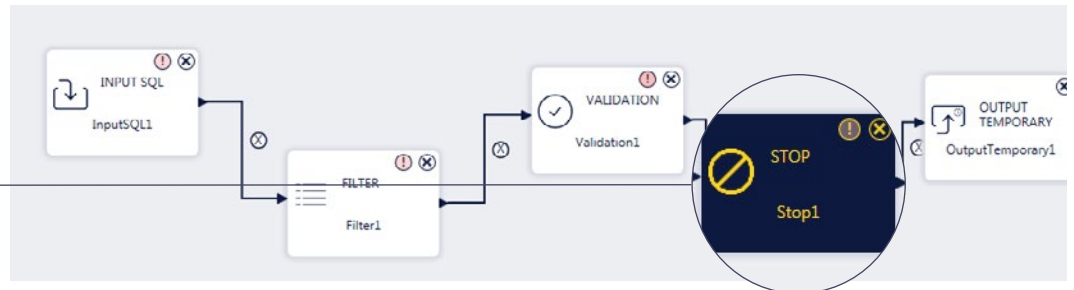 INPUT SQL
InputSQL1
FILTER
Filter1
VALIDATION
Validation1
STOP
Stop1
OUTPUT
TEMPORARY
OutputTemporary1